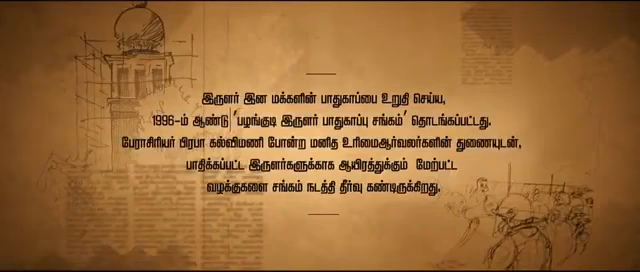 இருளர் இன மக்களின் பாதுகாப்பை உறுதி செய்ய,
1996-ம் ஆண்டு 'பழங்குடி இருளர் பாதுகாப்பு சங்கம்' தொடங்கப்பட்டது.
பேராசிரியர் பிரபா கல்விமணி போன்ற மனித உரிமைஆர்வலர்களின் துணையுடன்,
பாதிக்கப்பட்ட இருளர்களுக்காக ஆயிரத்துக்கும் மேற்பட்ட
வழக்குகளை சங்கம் நடத்தி தீர்வு கண்டிருக்கிறது.